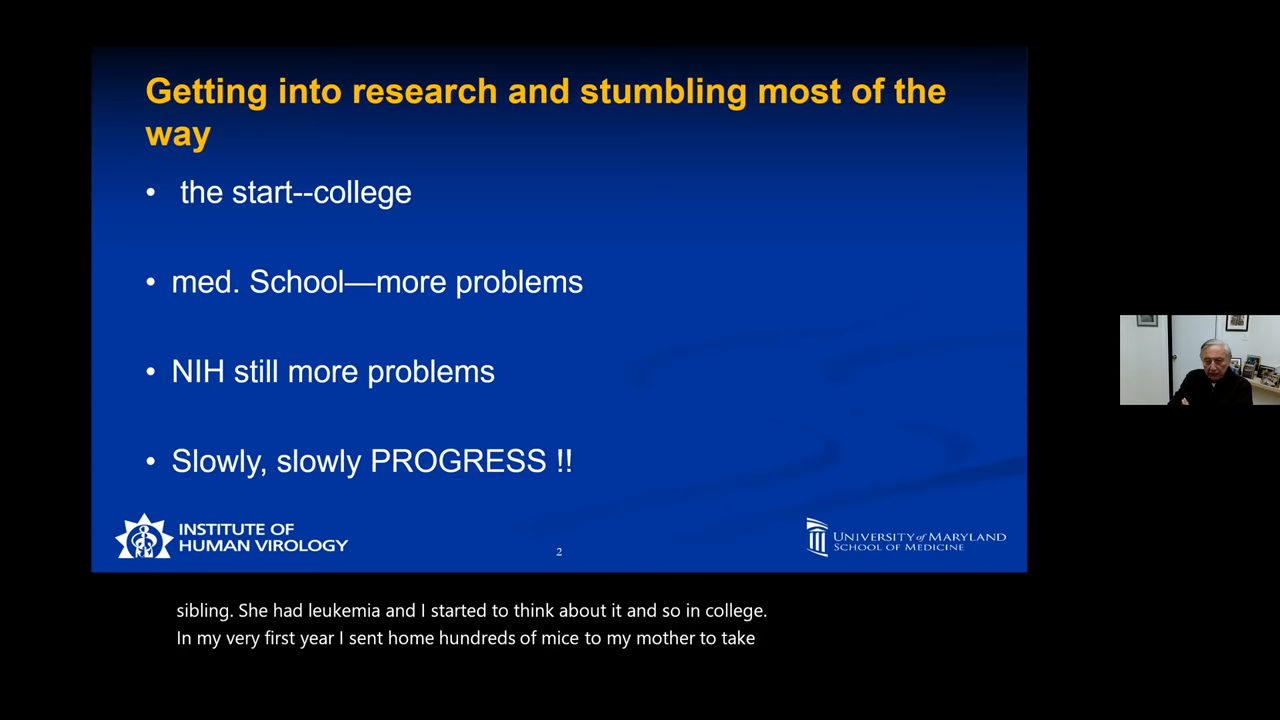 Getting into research and stumbling most of the
way
• the start--college
• med. School—more problems
• NIH still more problems
• Slowly, slowly PROGRESS !!
INSTITUTE OF
HUMAN VIROLOGY
2
UNIVERSITY of MARYLAND
SCHOOL OF MEDICINE
sibling. She had leukemia and I started to think about it and so in college.
In my very first year I sent home hundreds of mice to my mother to take